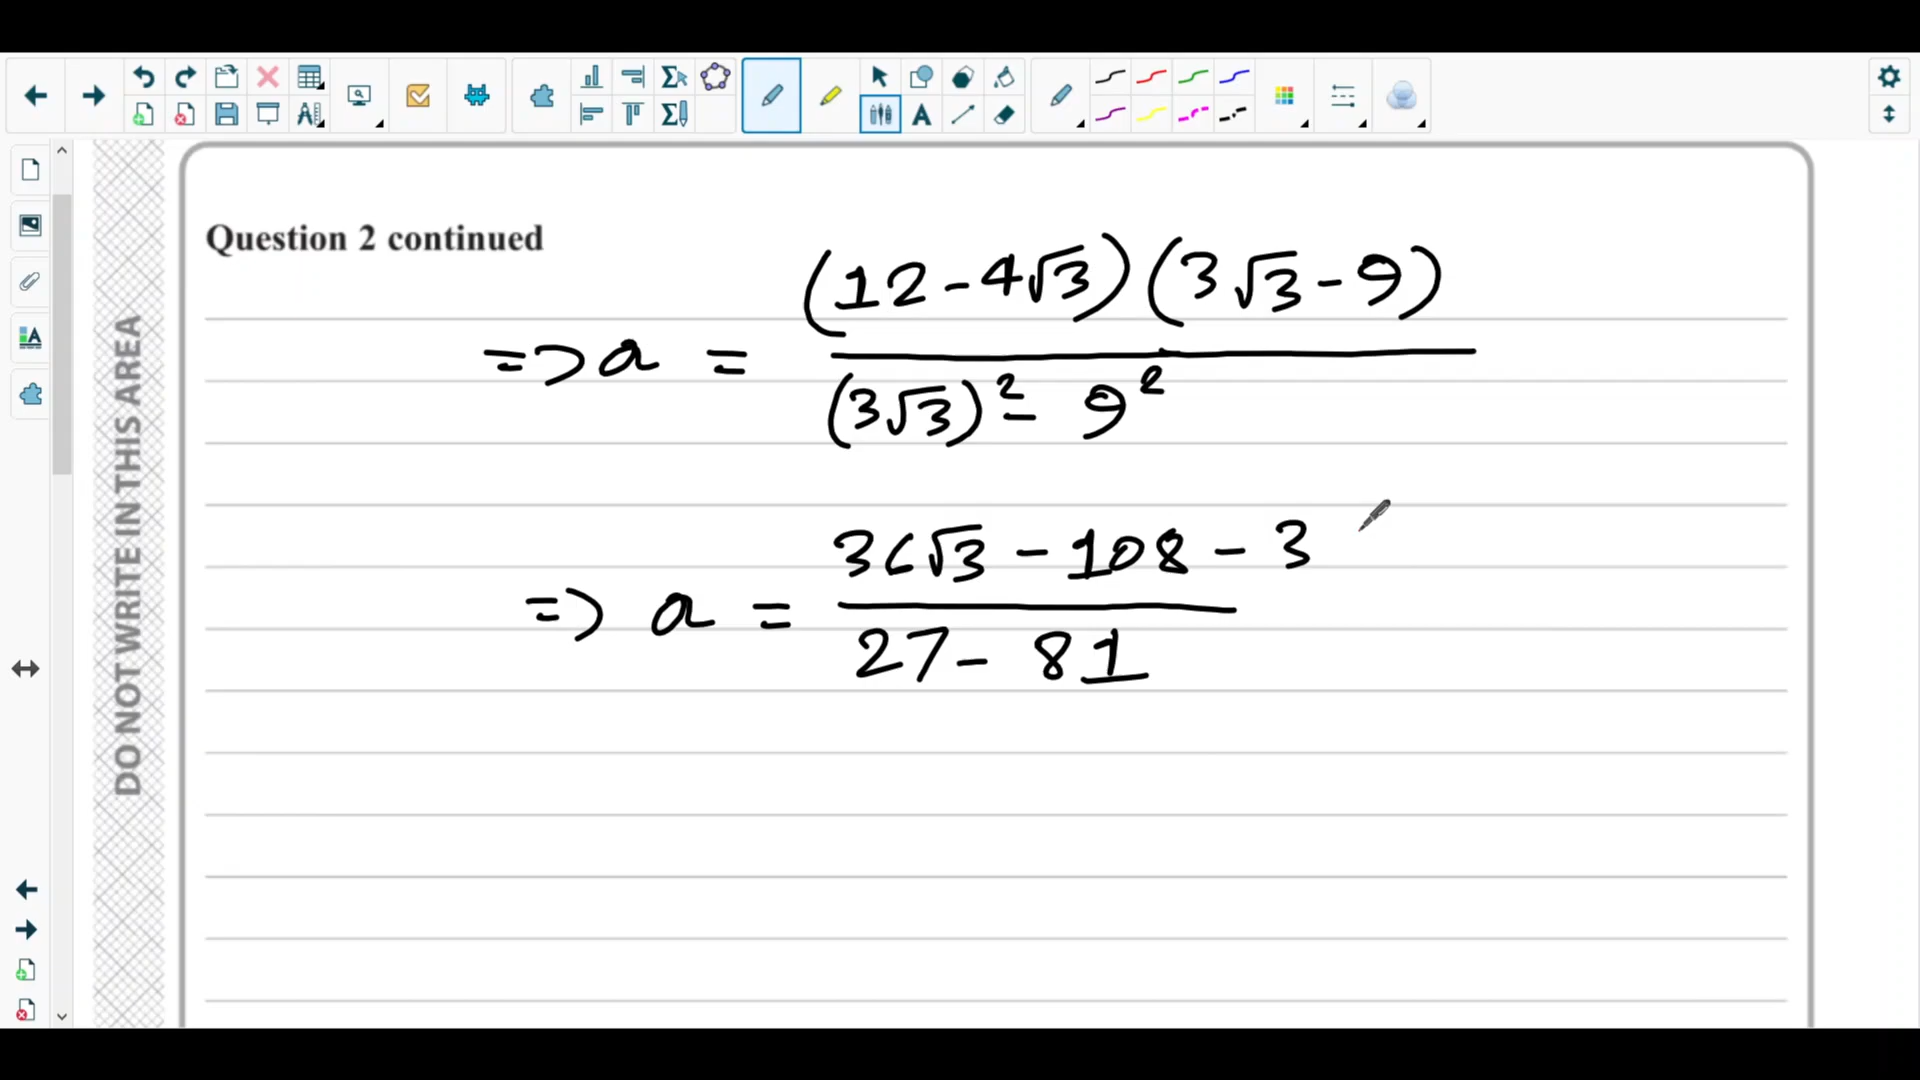 Question 2 continued
=> a = (12 - 4√3)(3√3 - 9)
(3√3)² - 9²
=> a = 36√3 - 108 - 3
27 - 81
DO NOT WRITE IN THIS AREA